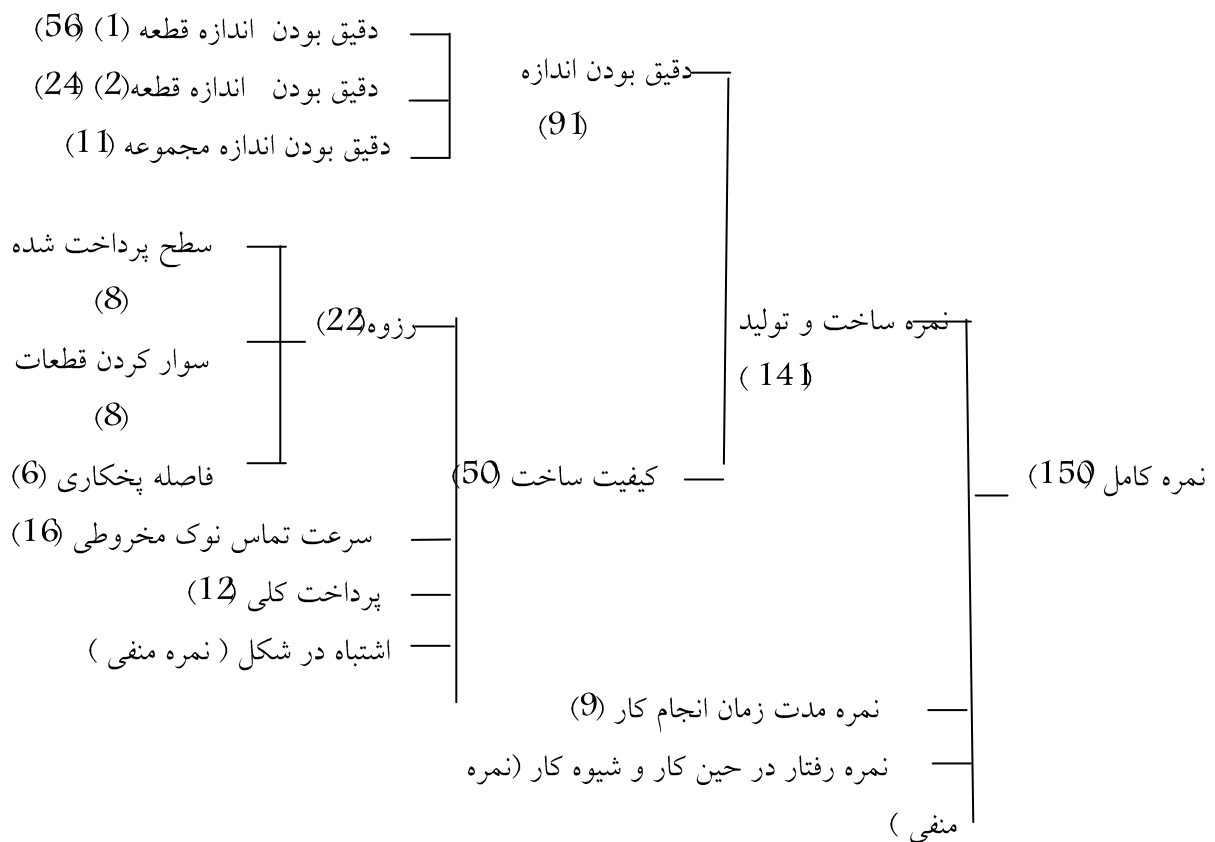 دقیق بودن اندازه قطعه (1) (56)
دقیق بودن اندازه قطعه(2) (24)
دقیق بودن اندازه مجموعه (11)
دقیق بودن اندازه
(91)
سطح پرداخت شده
(8)
سوار کردن قطعات
(8)
فاصله پخکاری (6)
رزوه(22)
نمره ساخت و تولید
(141 )
کیفیت ساخت (50)
نمره کامل (150)
سرعت تماس نوک مخروطی (16)
پرداخت کلی (12)
اشتباه در شکل ( نمره منفی )
نمره مدت زمان انجام کار (9)
نمره رفتار در حین کار و شیوه کار (نمره
منفی )